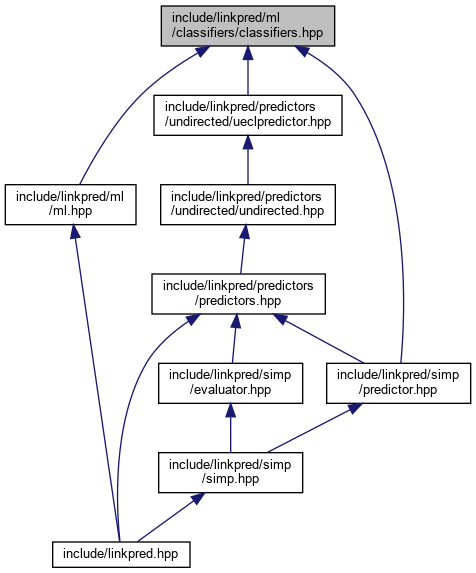 include/linkpred/ml
/classifiers/classifiers.hpp
include/linkpred/predictors
/undirected/ueclpredictor.hpp
include/linkpred/ml
/ml.hpp
include/linkpred/predictors
/undirected/undirected.hpp
include/linkpred/predictors
/predictors.hpp
include/linkpred/simp
/evaluator.hpp
include/linkpred/simp
/predictor.hpp
include/linkpred/simp
/simp.hpp
include/linkpred.hpp